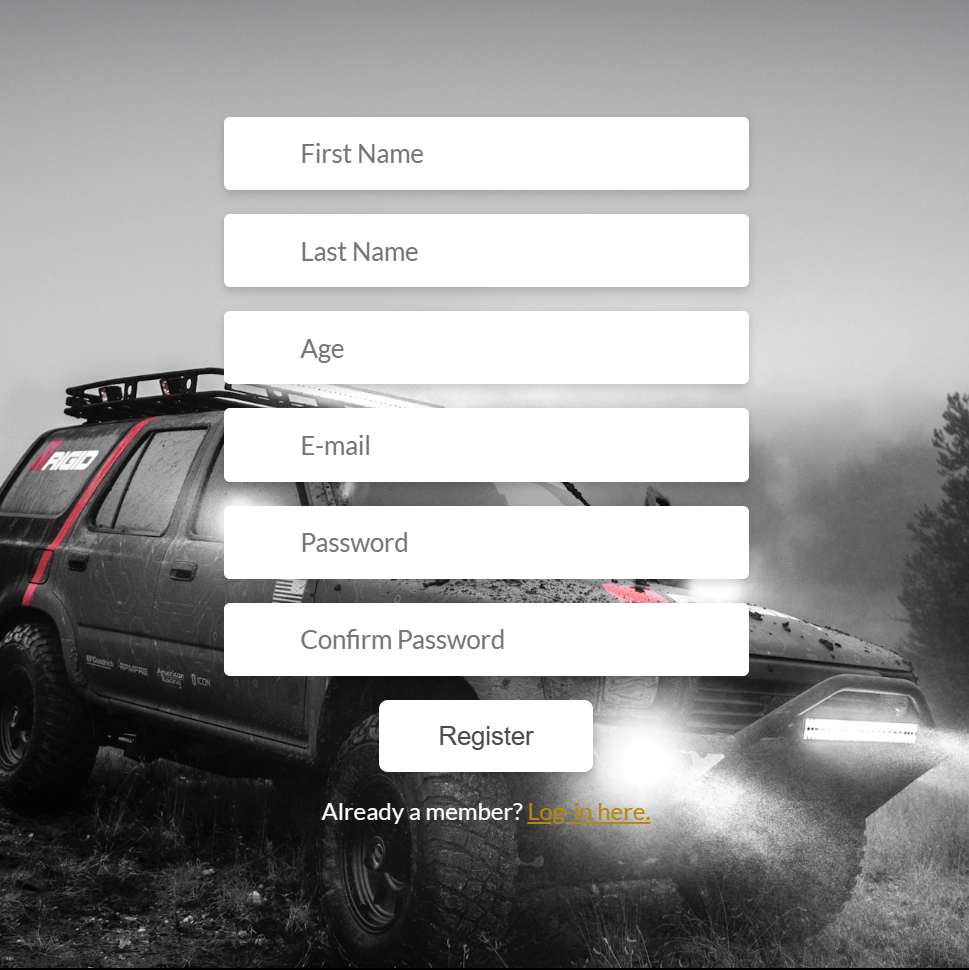 First Name
Last Name
Age
E-mail
RIGID
Password
Confirm Password
BFGoodrich
American Racing
ICON
Register
Already a member? Log-in here.